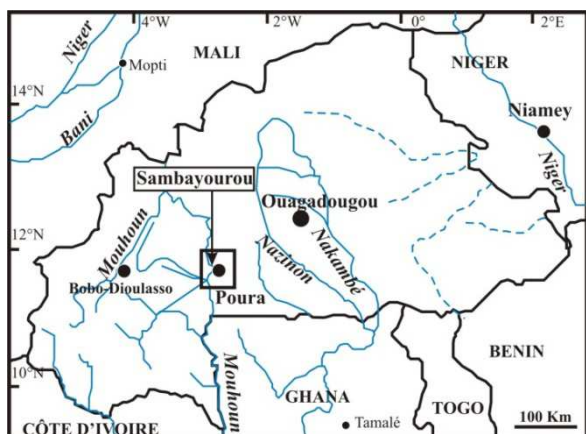 4°W
2°W
0°
2°E
Niger
MALI
NIGER
Mopti
14°N
Bani
Niamey
Niger
Sambayourou
Ouagadougou
Mouhoun
12°N
Nazinon
Nakambé
Bobo-Dioulasso
Poura
Mouhoun
BENIN
10°N
GHANA
TOGO
CÔTE D'IVOIRE
Tamalé
100 Km